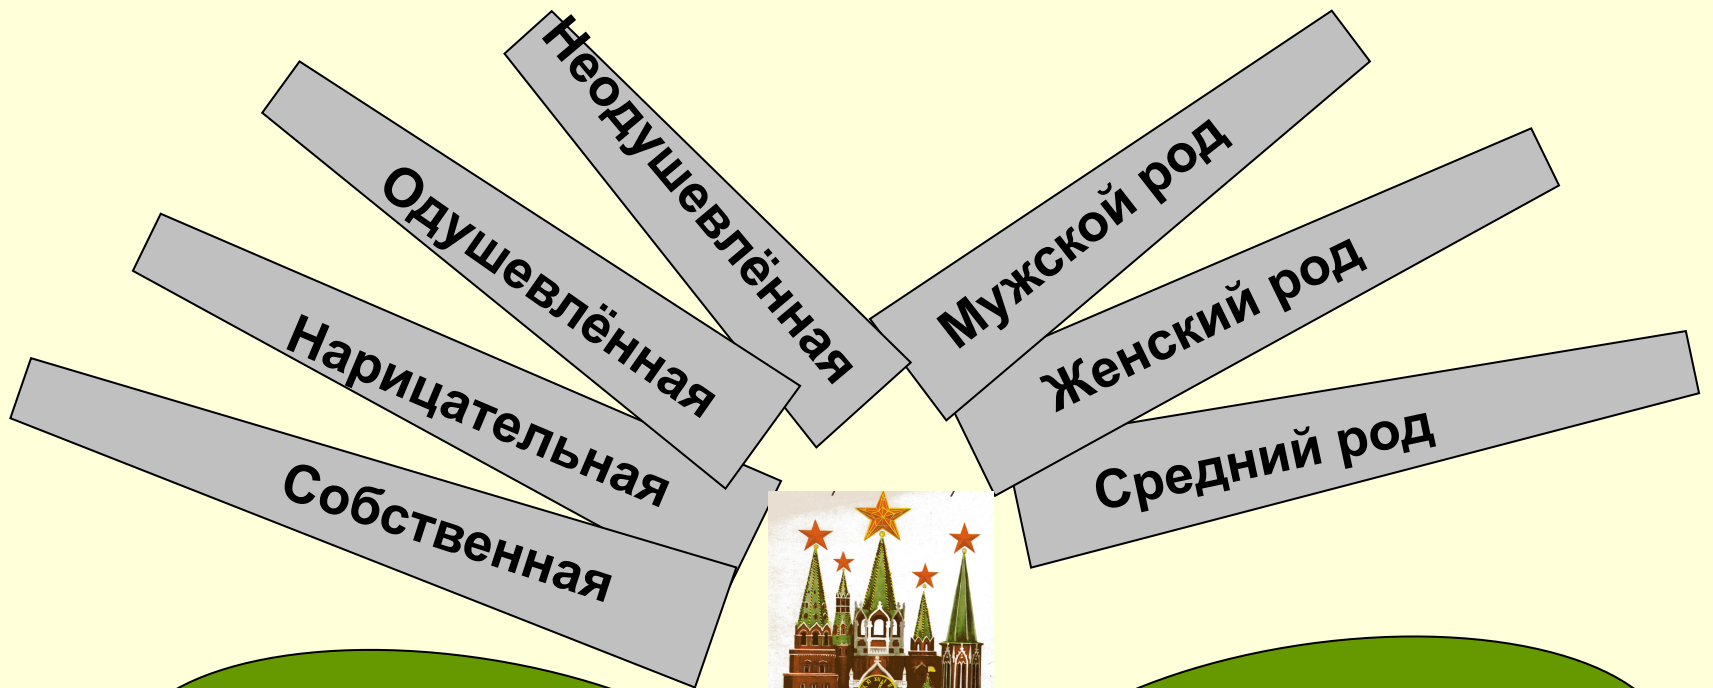 Неодушевлённая
Одушевлённая
Нарицательная
Собственная
Мужской род
Женский род
Средний род